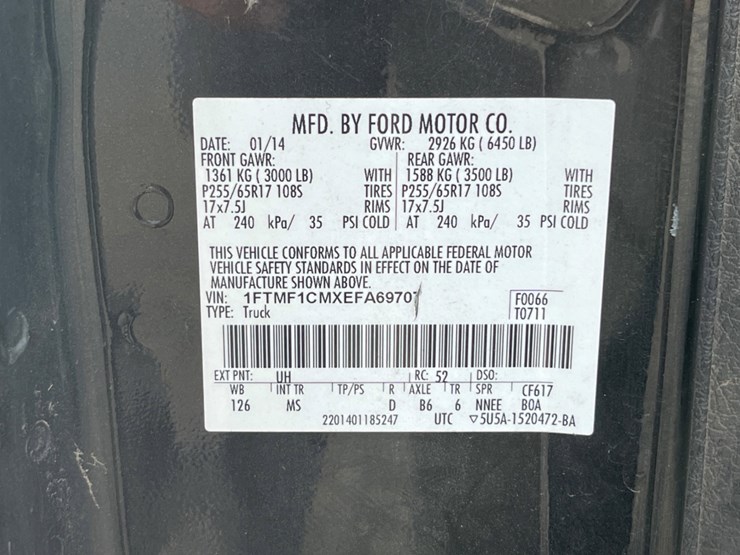 MFD. BY FORD MOTOR CO.
DATE: 01/14 GVWR: 2926 KG ( 6450 LB)
FRONT GAWR: REAR GAWR:
1361 KG ( 3000 LB) WITH 1588 KG ( 3500 LB) WITH
P255/65R17 108S TIRES P255/65R17 108S TIRES
17x7.5J RIMS 17x7.5J RIMS
AT 240 kPa/ 35 PSI COLD AT 240 kPa/ 35 PSI COLD
THIS VEHICLE CONFORMS TO ALL APPLICABLE FEDERAL MOTOR
VEHICLE SAFETY STANDARDS IN EFFECT ON THE DATE OF
MANUFACTURE SHOWN ABOVE.
VIN: 1FTMF1CMXEFA69707 F0066
TYPE: Truck T0711
EXT PNT: UH RC: 52 DSO:
WB INT TR TP/PS R AXLE TR SPR CF617
126 MS D B6 6 NNEE BOA
2201401185247 UTC ▽5U5A-1520472-BA